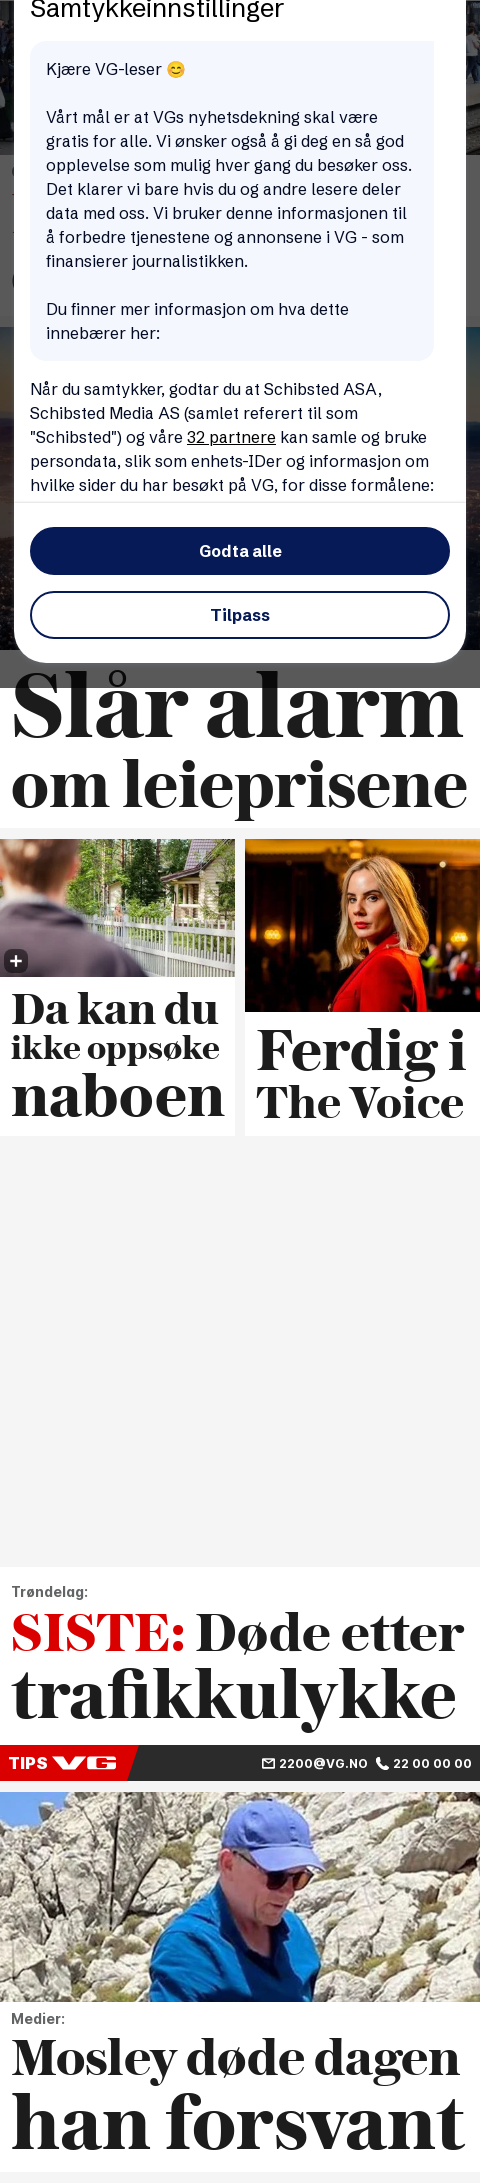 Samtykkeinnstillinger
Kjære VG-leser 😊
Vårt mål er at VGs nyhetsdekning skal være
gratis for alle. Vi ønsker også å gi deg en så god
opplevelse som mulig hver gang du besøker oss.
Det klarer vi bare hvis du og andre lesere deler
data med oss. Vi bruker denne informasjonen til
å forbedre tjenestene og annonsene i VG - som
finansierer journalistikken.
Du finner mer informasjon om hva dette
innebærer her:
Når du samtykker, godtar du at Schibsted ASA,
Schibsted Media AS (samlet referert til som
"Schibsted") og våre 32 partnere kan samle og bruke
persondata, slik som enhets-IDer og informasjon om
hvilke sider du har besøkt på VG, for disse formålene:
Godta alle
Tilpass
Slår alarm
om leieprisene
Da kan du
ikke oppsøke
naboen
Ferdig i
The Voice
Trøndelag:
SISTE: Døde etter
trafikkulykke
TIPS VG 2200@VG.NO 22 00 00 00
Medier:
Mosley døde dagen
han forsvant